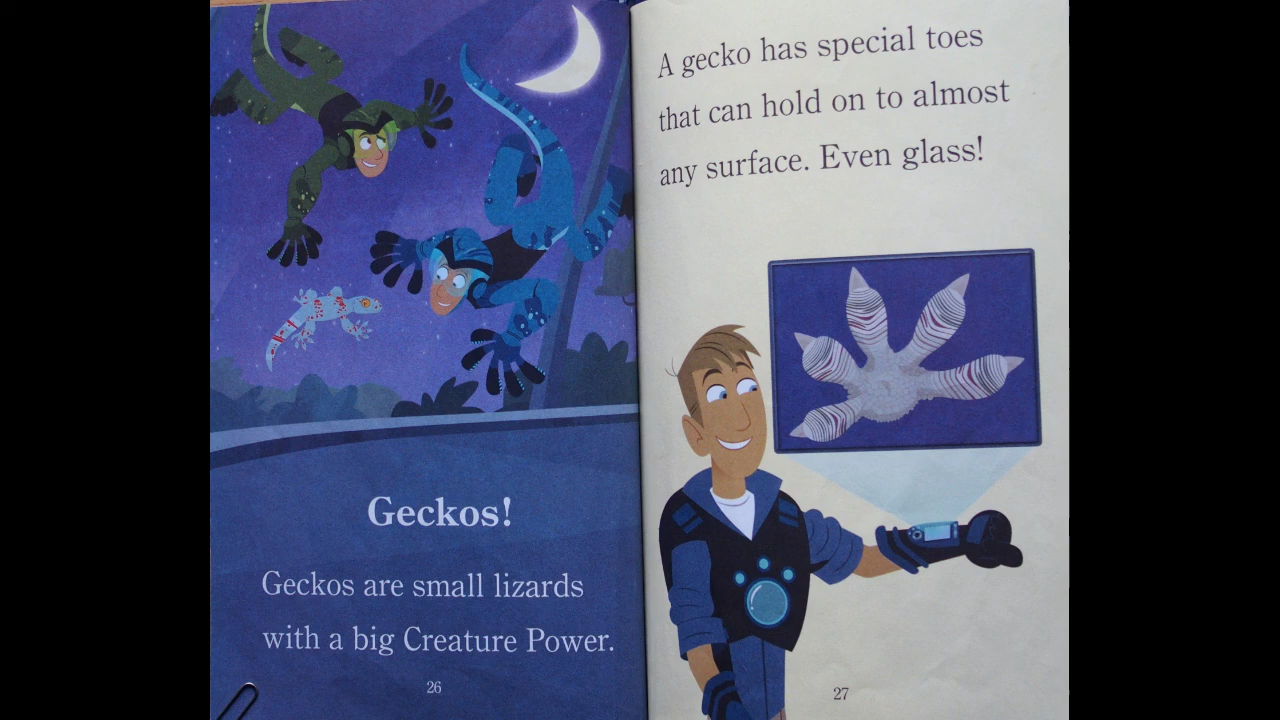 Geckos!
Geckos are small lizards
with a big Creature Power.
26
A gecko has special toes
that can hold on to almost
any surface. Even glass!
27